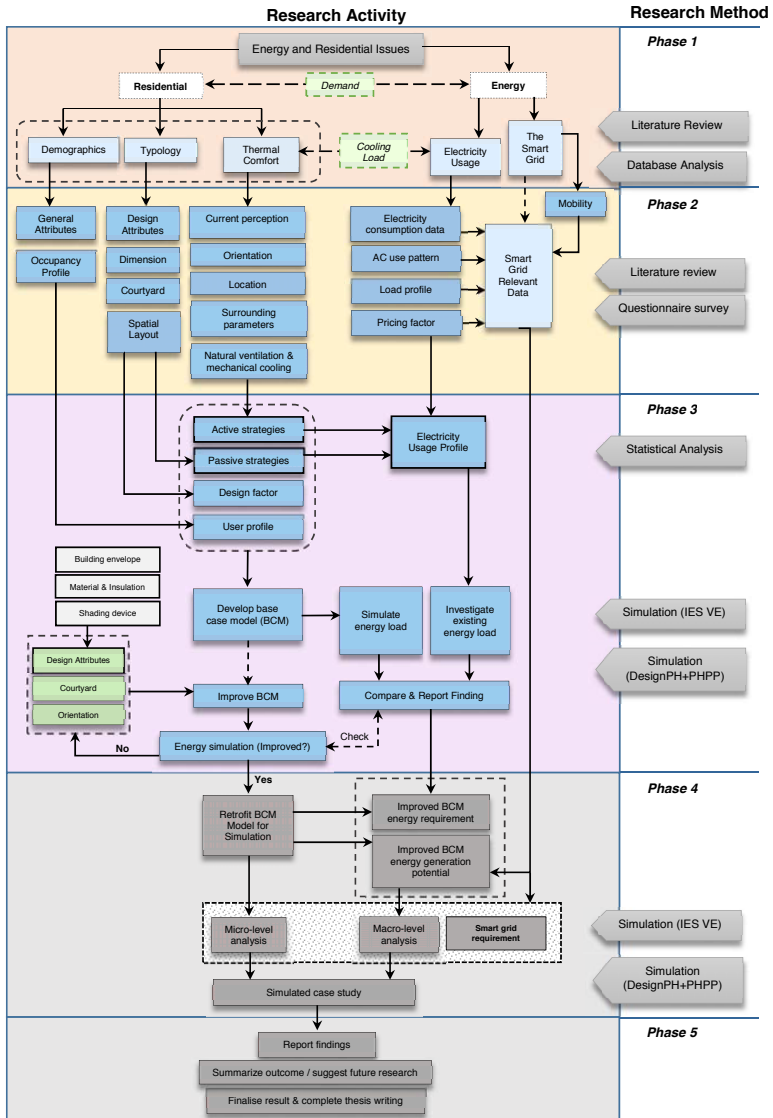 Research Activity
Research Method
Phase 1
Energy and Residential Issues
Residential
Demand
Energy
Demographics
Typology
Thermal
Comfort
Cooling
Load
Electricity
Usage
The
Smart
Grid
Literature Review
Database Analysis
Phase 2
General
Attributes
Design
Attributes
Current perception
Electricity
consumption data
Mobility
Occupancy
Profile
Dimension
Orientation
AC use pattern
Smart
Grid
Relevant
Data
Courtyard
Location
Load profile
Spatial
Layout
Surrounding
parameters
Pricing factor
Natural ventilation &
mechanical cooling
Literature review
Questionnaire survey
Phase 3
Active strategies
Passive strategies
Design factor
User profile
Electricity
Usage Profile
Statistical Analysis
Building envelope
Material & Insulation
Shading device
Develop base
case model (BCM)
Simulate
energy load
Investigate
existing
energy load
Simulation (IES VE)
Design Attributes
Courtyard
Orientation
Improve BCM
Compare & Report Finding
Simulation
(DesignPH+PHPP)
No
Energy simulation (Improved?)
Check
Yes
Phase 4
Retrofit BCM
Model for
Simulation
Improved BCM
energy requirement
Improved BCM
energy generation
potential
Micro-level
analysis
Macro-level
analysis
Smart grid
requirement
Simulation (IES VE)
Simulated case study
Simulation
(DesignPH+PHPP)
Phase 5
Report findings
Summarize outcome / suggest future research
Finalise result & complete thesis writing